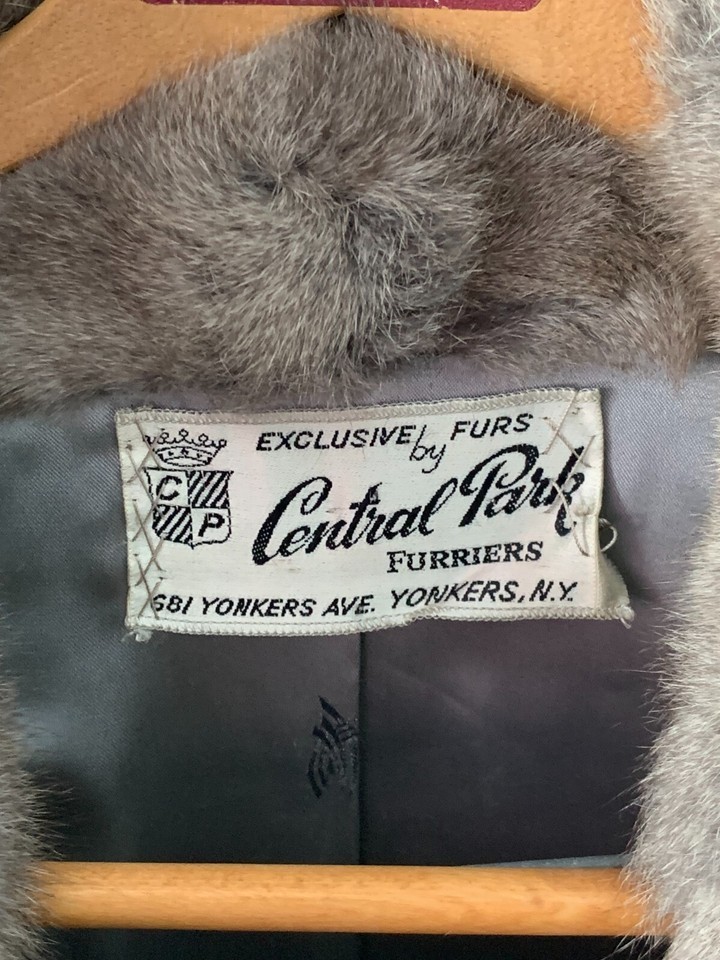 EXCLUSIVE FURS
by
C
P
Central Park
FURRIERS
681 YONKERS AVE. YONKERS, N.Y.